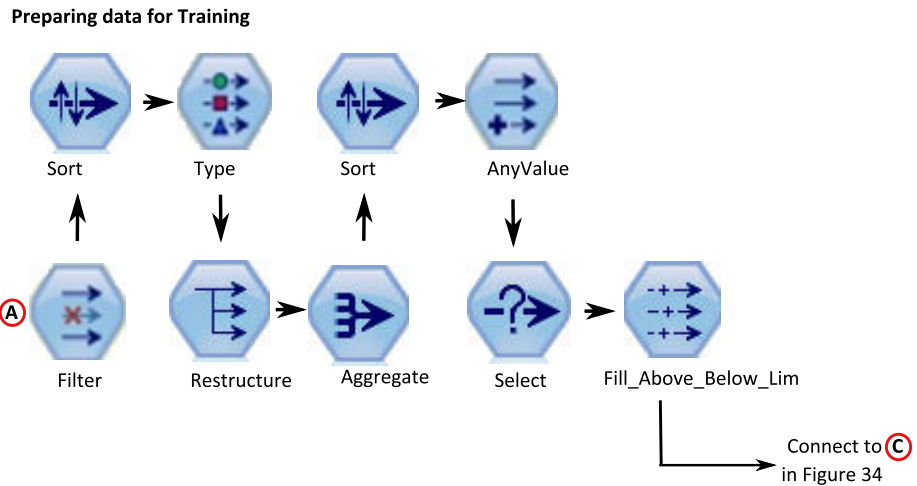 Preparing data for Training
Sort
Type
Sort
AnyValue
A
Filter
Restructure
Aggregate
Select
Fill_Above_Below_Lim
Connect to C
in Figure 34